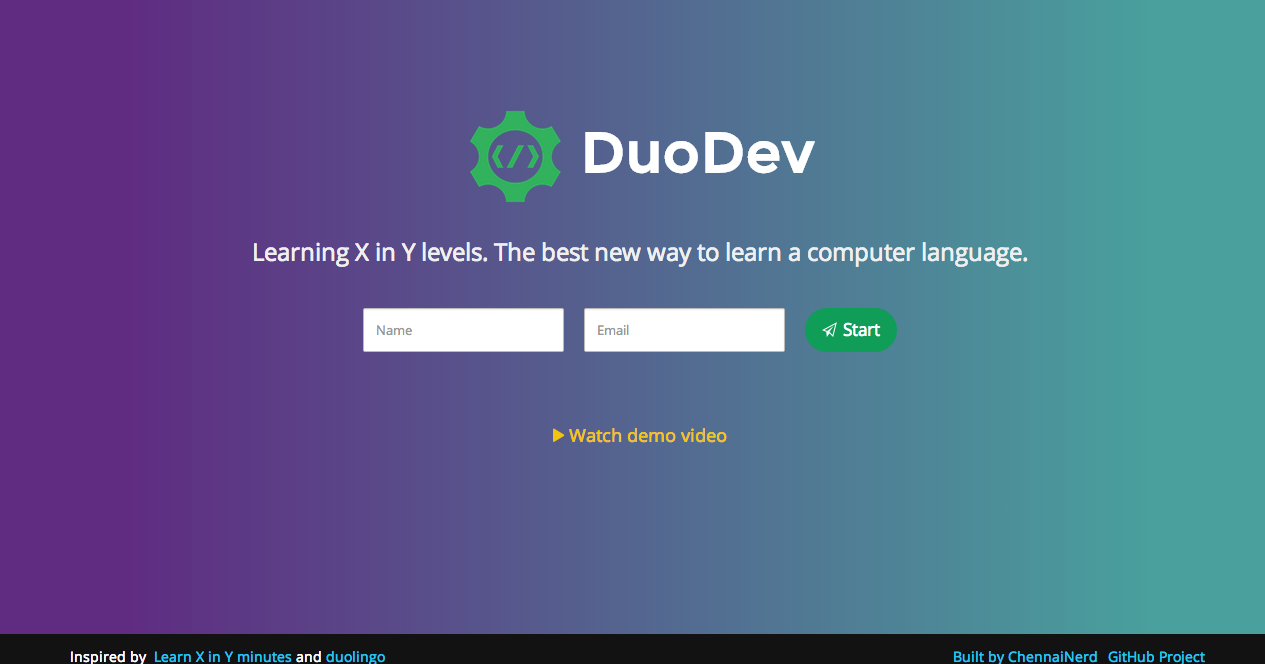 </> DuoDev
Learning X in Y levels. The best new way to learn a computer language.
Name Email Start
Watch demo video
Inspired by Learn X in Y minutes and duolingo Built by ChennaiNerd GitHub Project